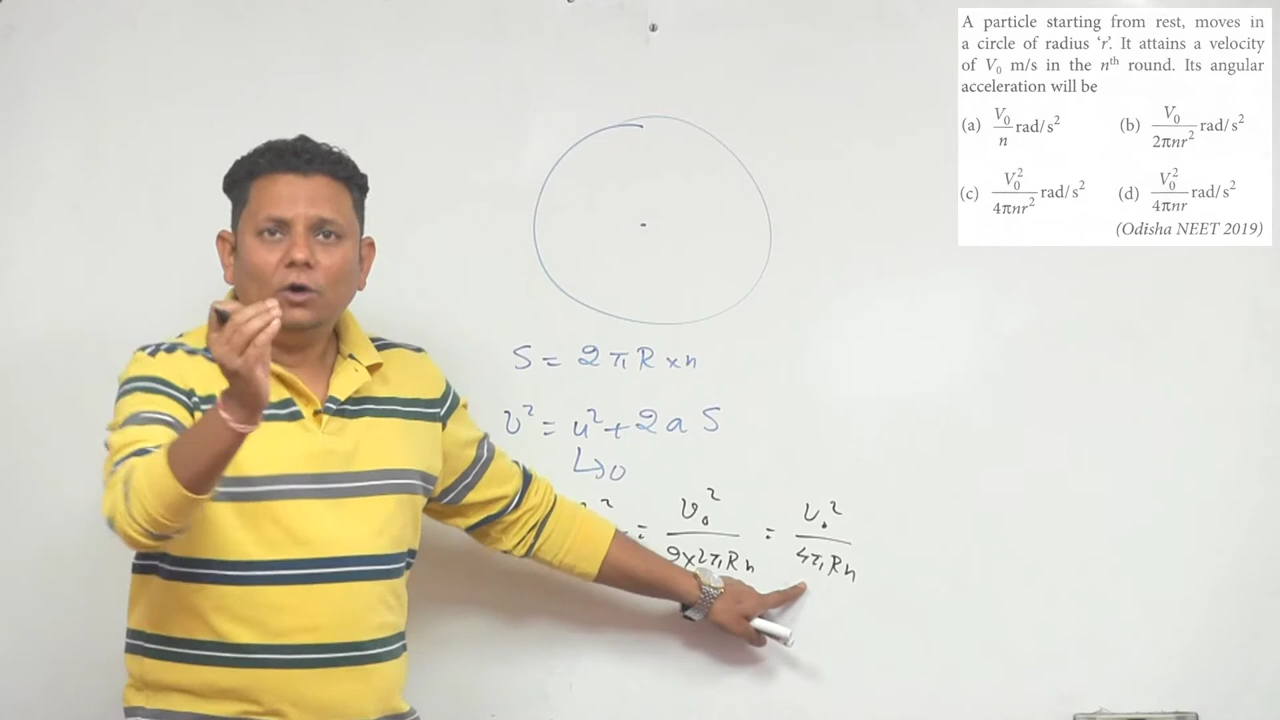 A particle starting from rest, moves in
a circle of radius ‘r’. It attains a velocity
of V₀ m/s in the nᵗʰ round. Its angular
acceleration will be
(a) V₀/n rad/s² (b) V₀/2πnr² rad/s²
(c) V₀²/4πnr² rad/s² (d) V₀²/4πnr rad/s²
(Odisha NEET 2019)
S = 2πR×n
v² = u² + 2aS
↳0
= v₀²/2×2πRn = v₀²/4πRn